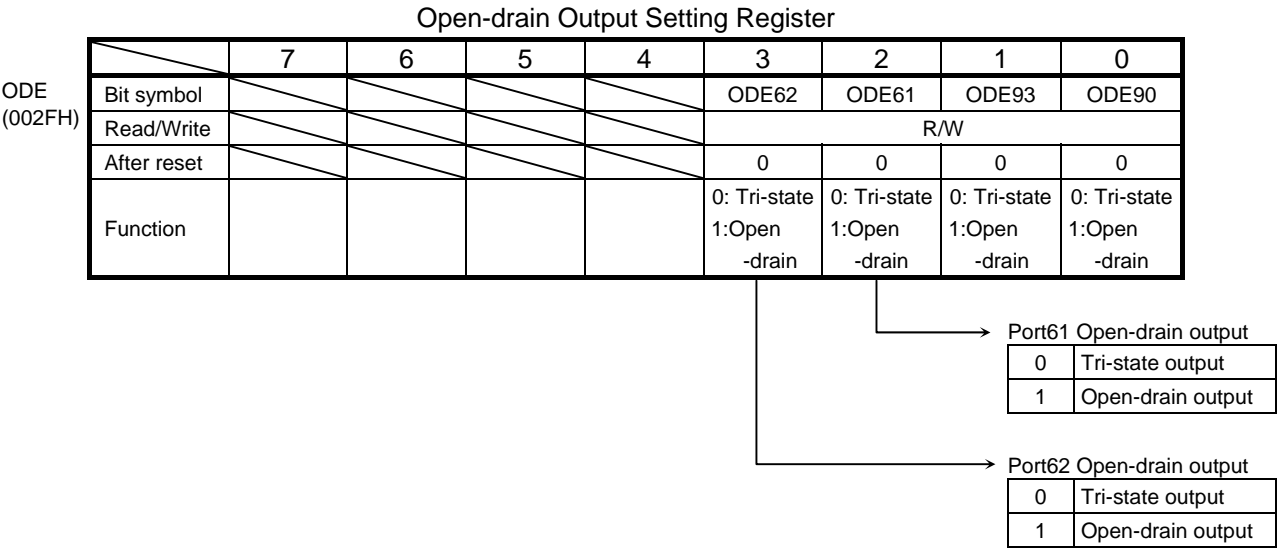 Open-drain Output Setting Register
7 6 5 4 3 2 1 0
ODE
(002FH)
Bit symbol ODE62 ODE61 ODE93 ODE90
Read/Write R/W
After reset 0 0 0 0
Function
0: Tri-state 0: Tri-state 0: Tri-state 0: Tri-state
1:Open 1:Open 1:Open 1:Open
-drain -drain -drain -drain
Port61 Open-drain output
0 Tri-state output
1 Open-drain output
Port62 Open-drain output
0 Tri-state output
1 Open-drain output